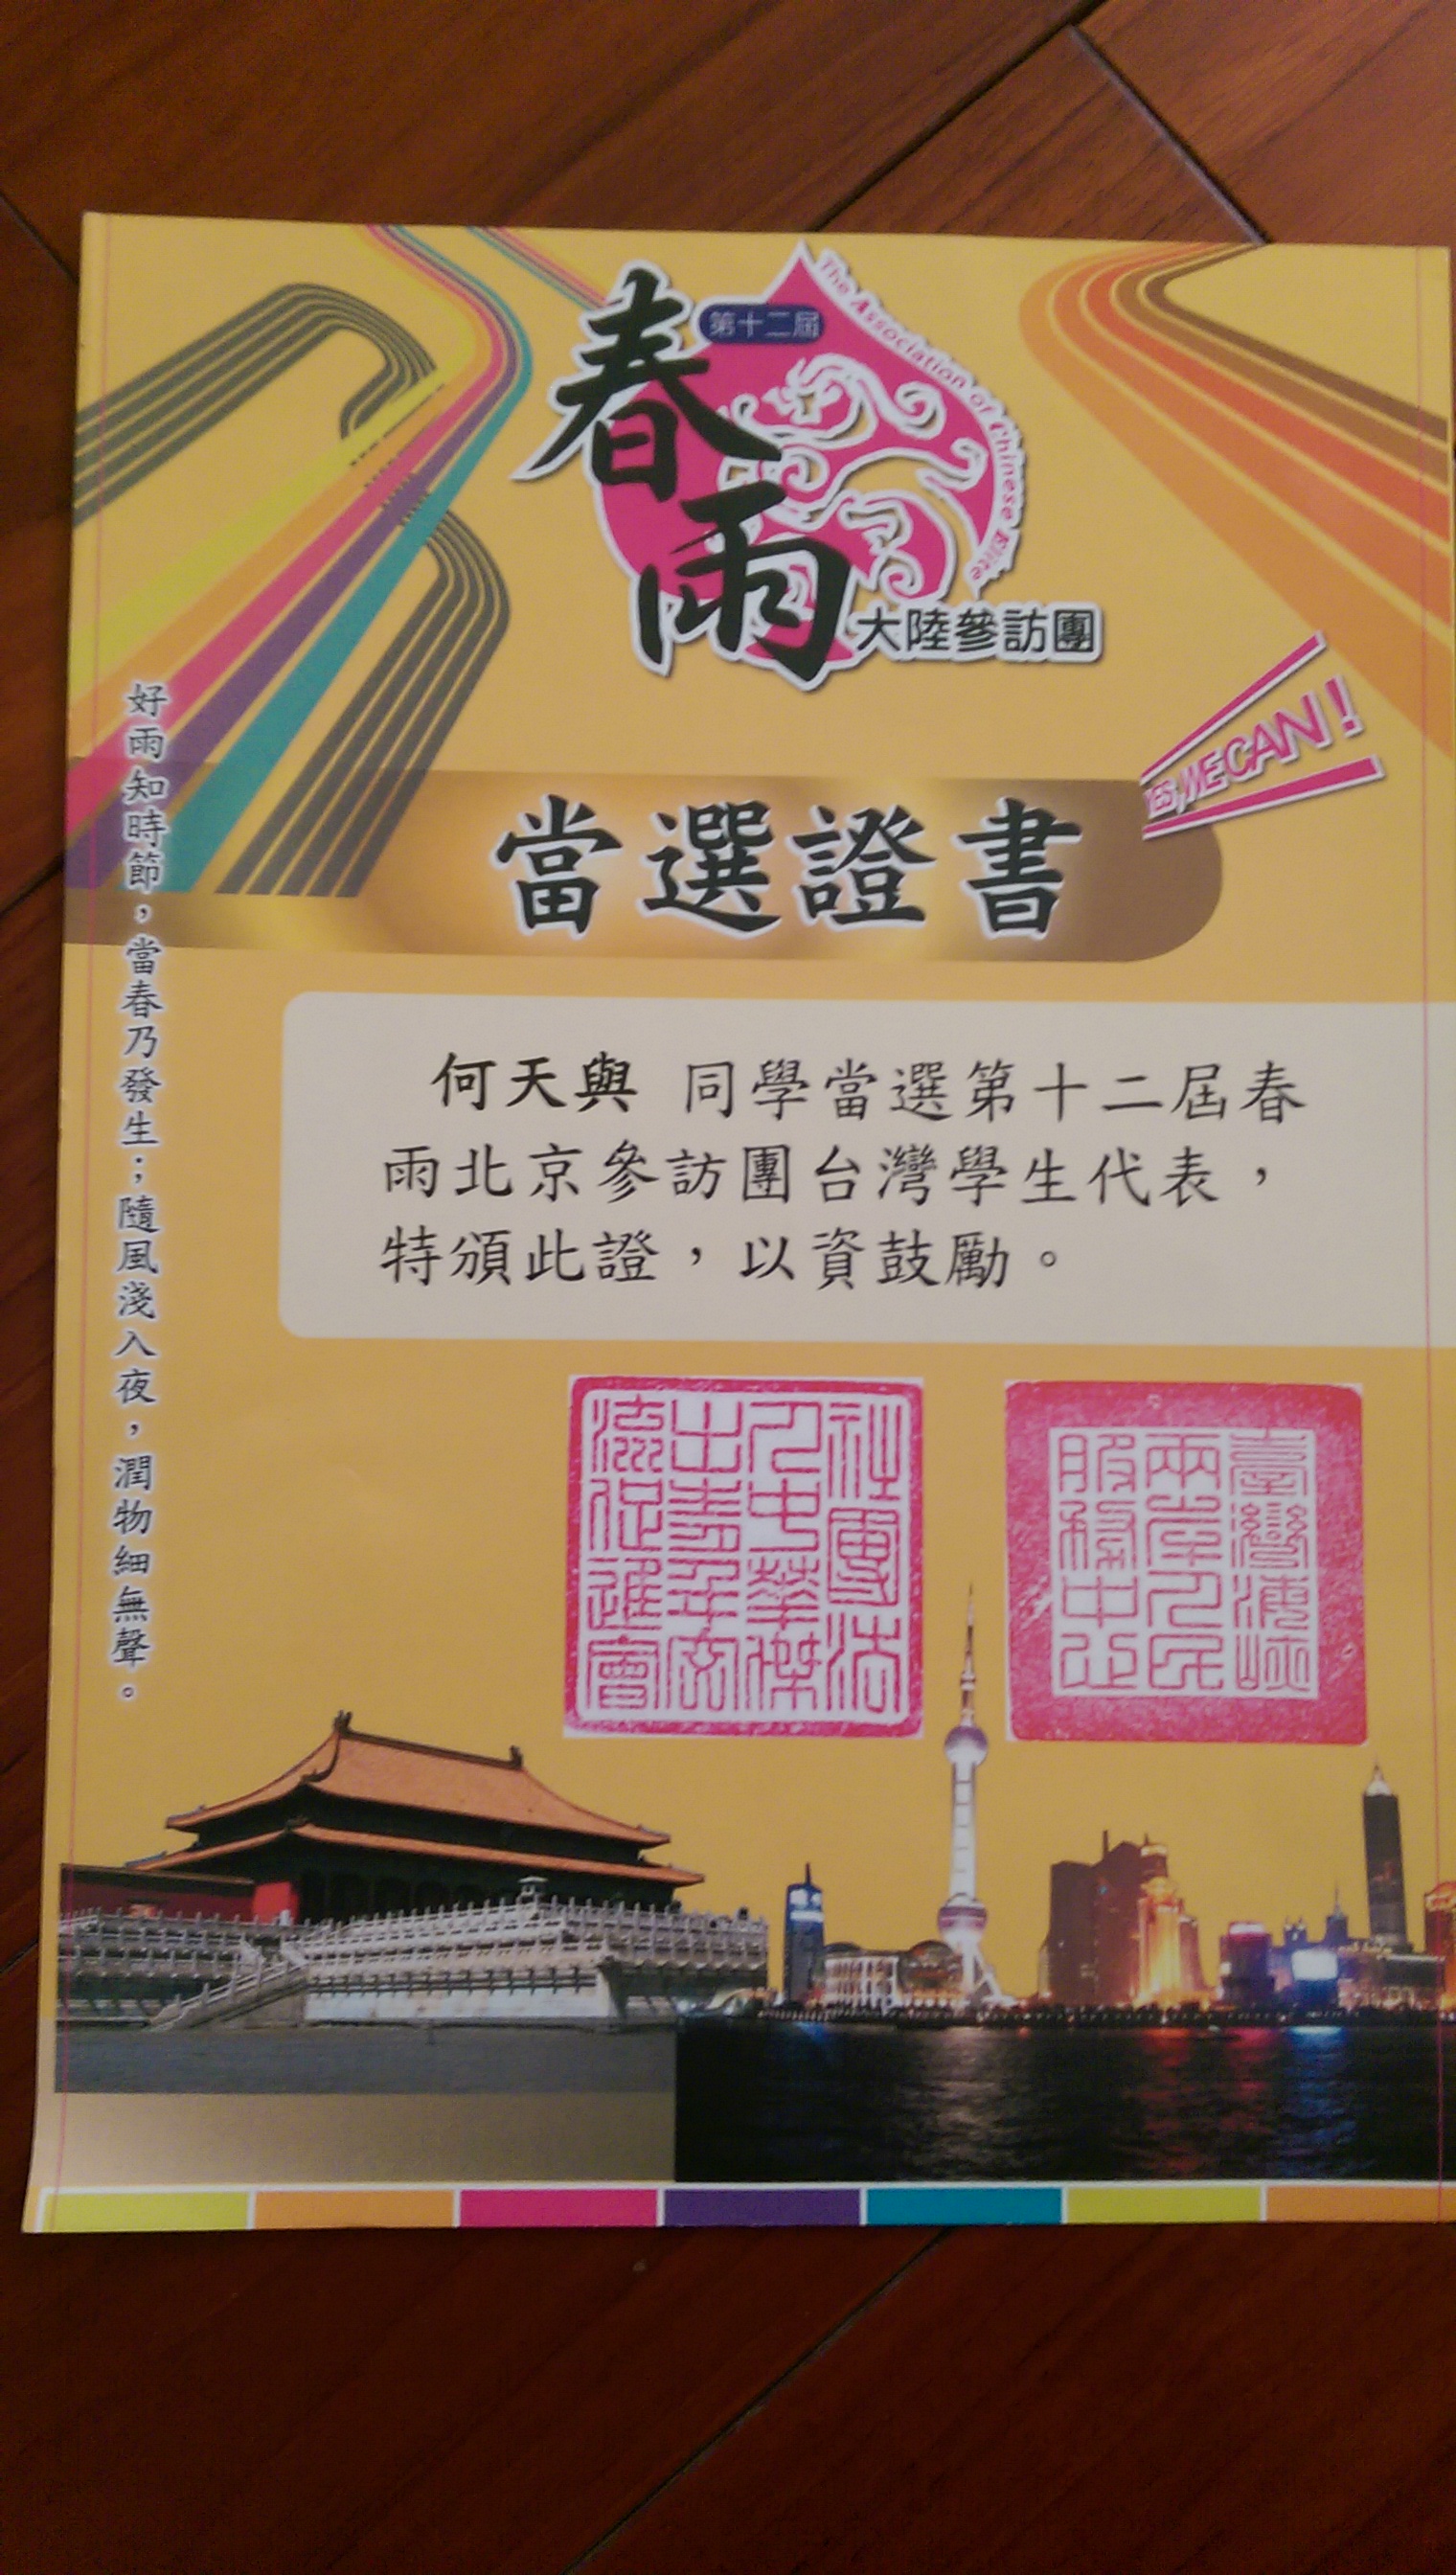 春雨
第十二屆
The Association of Chinese Elite
大陸參訪團
YES, WE CAN!
當選證書
何天與 同學當選第十二屆春
雨北京參訪團台灣學生代表，
特頒此證，以資鼓勵。
好雨知時節，當春乃發生；隨風淺入夜，潤物細無聲。
社團法
人中華傑
出青年交
流促進會
臺灣海峽
兩岸人民
服務中心